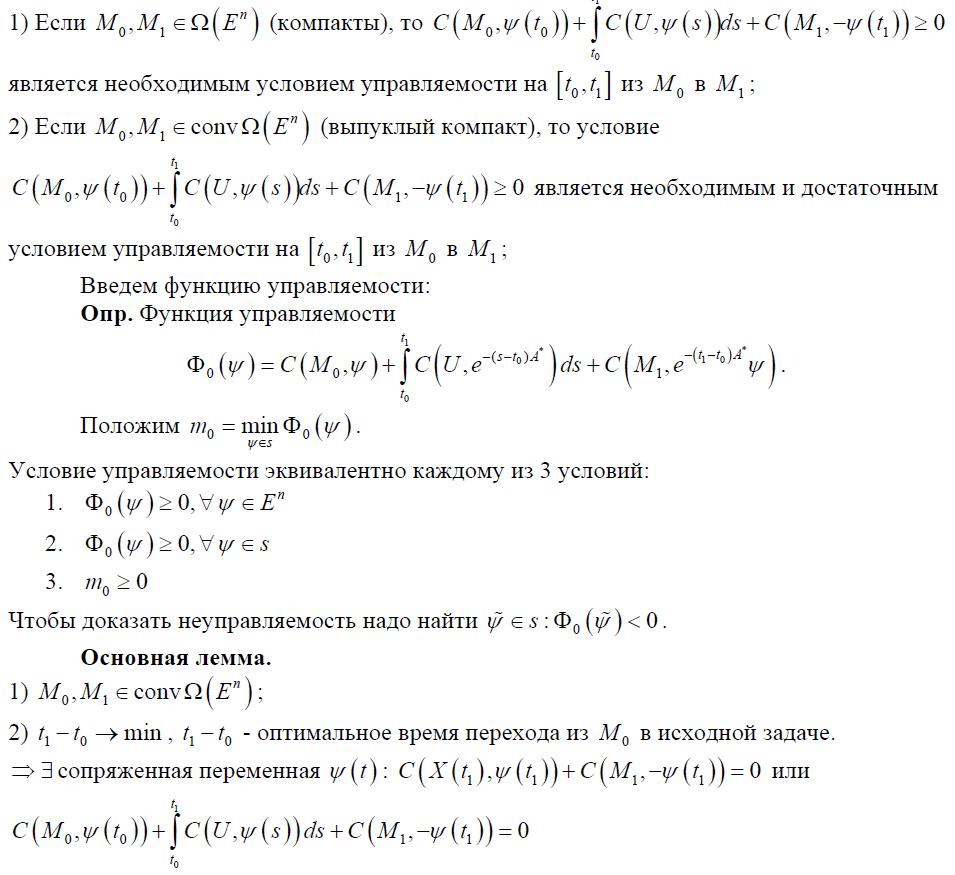 1) Если M₀, M₁ ∈ Ω(Eⁿ) (компакты), то C(M₀, ψ(t₀)) + ∫_{t₀}^{t₁} C(U, ψ(s))ds + C(M₁, −ψ(t₁)) ≥ 0
является необходимым условием управляемости на [t₀, t₁] из M₀ в M₁;
2) Если M₀, M₁ ∈ conv Ω(Eⁿ) (выпуклый компакт), то условие
C(M₀, ψ(t₀)) + ∫_{t₀}^{t₁} C(U, ψ(s))ds + C(M₁, −ψ(t₁)) ≥ 0 является необходимым и достаточным
условием управляемости на [t₀, t₁] из M₀ в M₁;
Введем функцию управляемости:
Опр. Функция управляемости
Φ₀(ψ) = C(M₀, ψ) + ∫_{t₀}^{t₁} C(U, e^{−(s−t₀)A*})ds + C(M₁, e^{−(t₁−t₀)A*}ψ).
Положим m₀ = min_{ψ∈s} Φ₀(ψ).
Условие управляемости эквивалентно каждому из 3 условий:
1. Φ₀(ψ) ≥ 0, ∀ψ ∈ Eⁿ
2. Φ₀(ψ) ≥ 0, ∀ψ ∈ s
3. m₀ ≥ 0
Чтобы доказать неуправляемость надо найти ψ̃ ∈ s : Φ₀(ψ̃) < 0.
Основная лемма.
1) M₀, M₁ ∈ conv Ω(Eⁿ);
2) t₁ − t₀ → min, t₁ − t₀ - оптимальное время перехода из M₀ в исходной задаче.
⇒ ∃ сопряженная переменная ψ(t): C(X(t₁), ψ(t₁)) + C(M₁, −ψ(t₁)) = 0 или
C(M₀, ψ(t₀)) + ∫_{t₀}^{t₁} C(U, ψ(s))ds + C(M₁, −ψ(t₁)) = 0